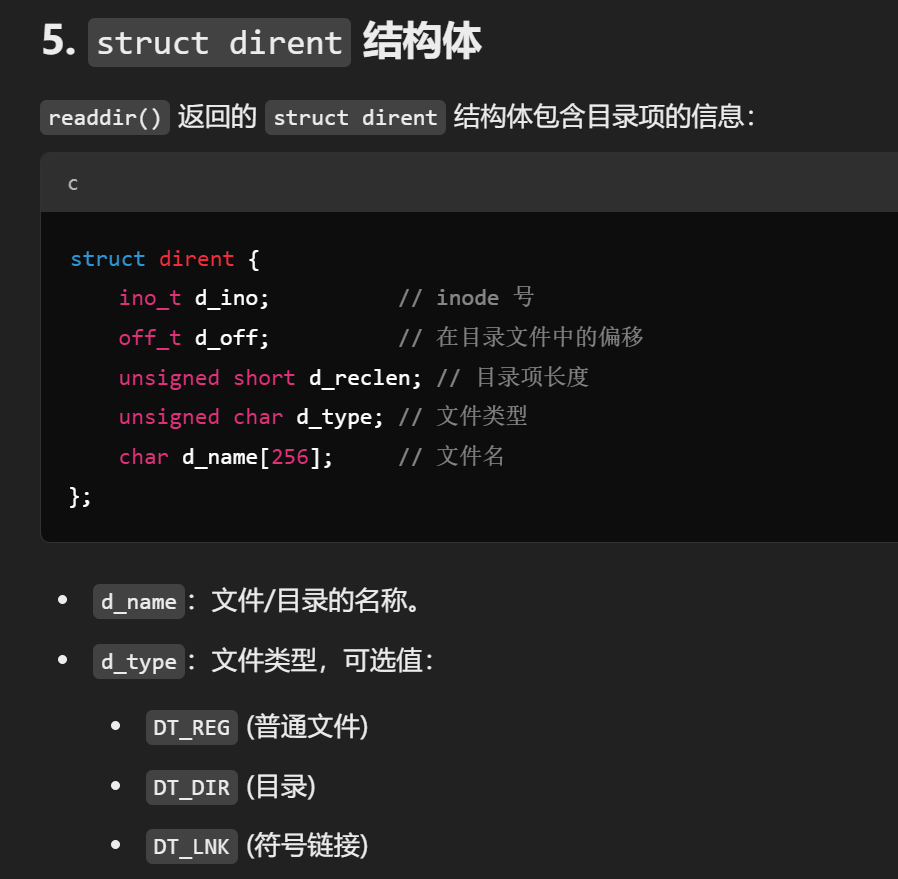 5. struct dirent 结构体
readdir() 返回的 struct dirent 结构体包含目录项的信息：
c
struct dirent {
    ino_t d_ino;          // inode 号
    off_t d_off;          // 在目录文件中的偏移
    unsigned short d_reclen; // 目录项长度
    unsigned char d_type; // 文件类型
    char d_name[256];     // 文件名
};
• d_name：文件/目录的名称。
• d_type：文件类型，可选值：
• DT_REG (普通文件)
• DT_DIR (目录)
• DT_LNK (符号链接)